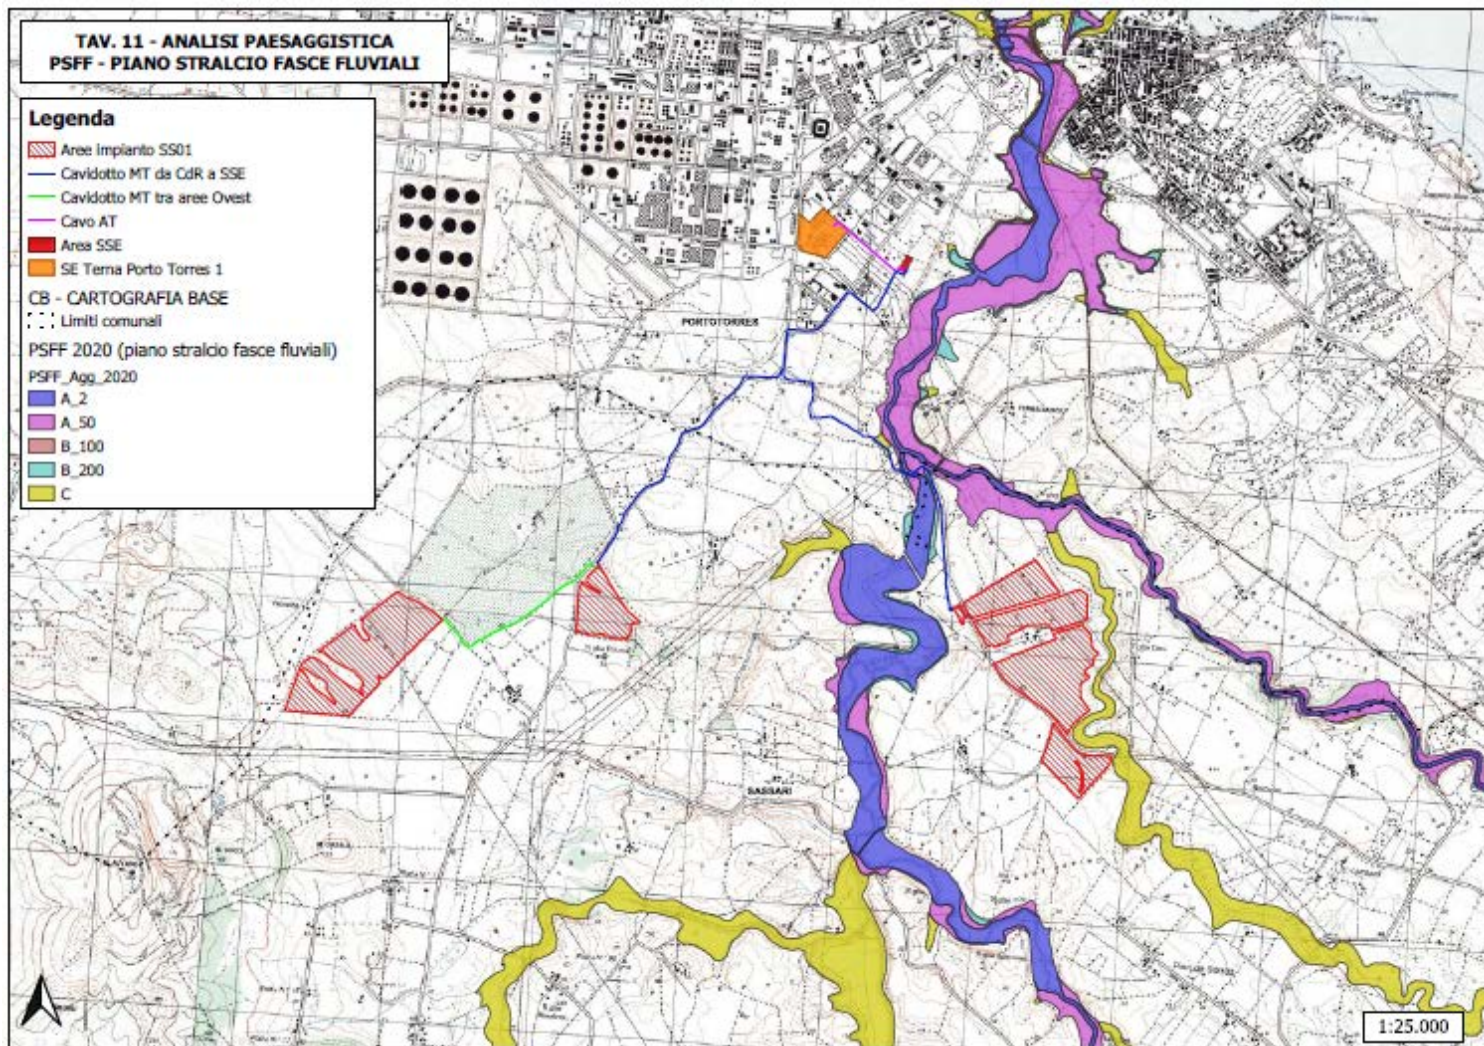 TAV. 11 - ANALISI PAESAGGISTICA
PSFF - PIANO STRALCIO FASCE FLUVIALI
Legenda
Aree Impianto SS01
Cavidotto MT da CdR a SSE
Cavidotto MT tra aree Ovest
Cavo AT
Area SSE
SE Terna Porto Torres 1
CB - CARTOGRAFIA BASE
Limiti comunali
PSFF 2020 (piano stralcio fasce fluviali)
PSFF_Agg_2020
A_2
A_50
B_100
B_200
C
PORTOTORRES
SASSARI
1:25.000